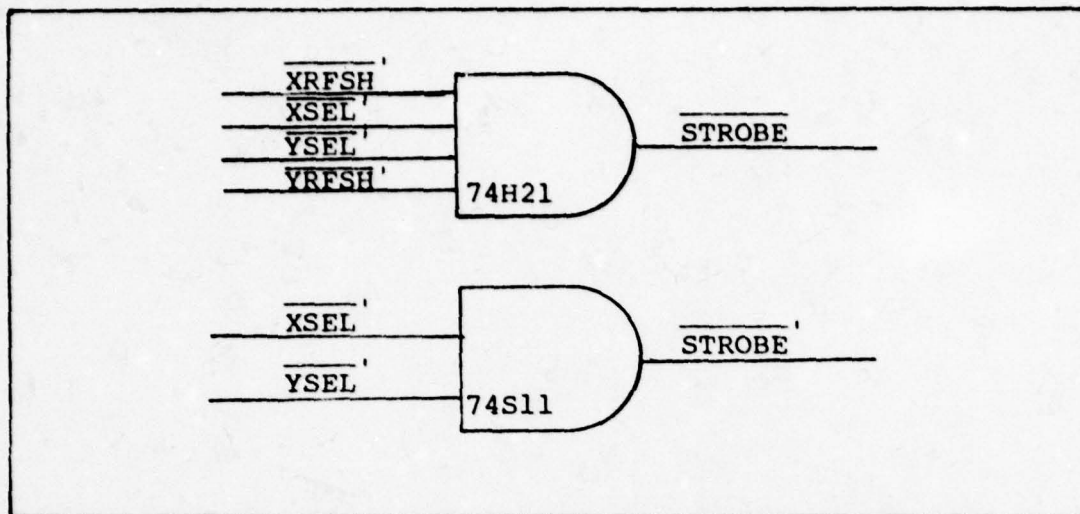 XRFSH'
XSEL'
YSEL'
YRFSH'
74H21
STROBE
XSEL'
YSEL'
74S11
STROBE'